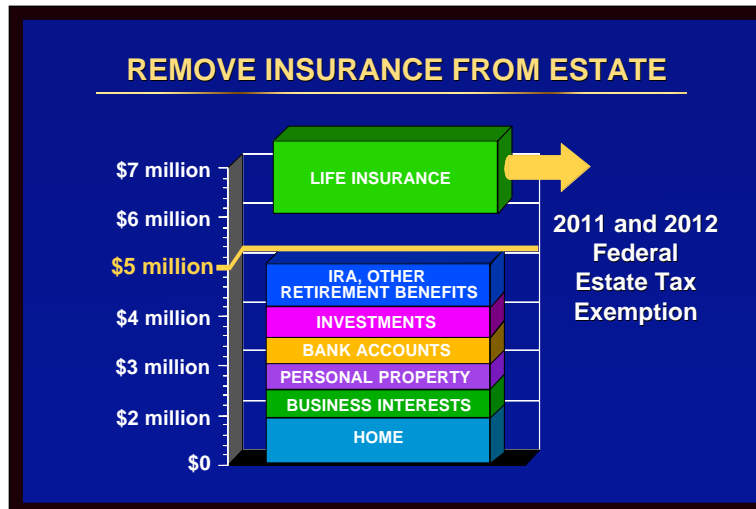 REMOVE INSURANCE FROM ESTATE
$7 million
LIFE INSURANCE
$6 million
2011 and 2012
Federal
Estate Tax
Exemption
$5 million
IRA, OTHER
RETIREMENT BENEFITS
$4 million
INVESTMENTS
BANK ACCOUNTS
$3 million
PERSONAL PROPERTY
BUSINESS INTERESTS
$2 million
HOME
$0